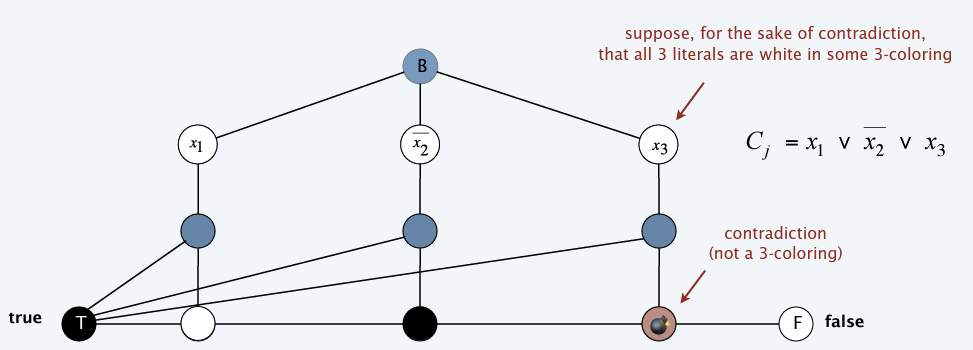 suppose, for the sake of contradiction,
that all 3 literals are white in some 3-coloring
B
x₁
x̅₂
x₃
Cⱼ = x₁ ∨ x̅₂ ∨ x₃
contradiction
(not a 3-coloring)
true
T
F
false